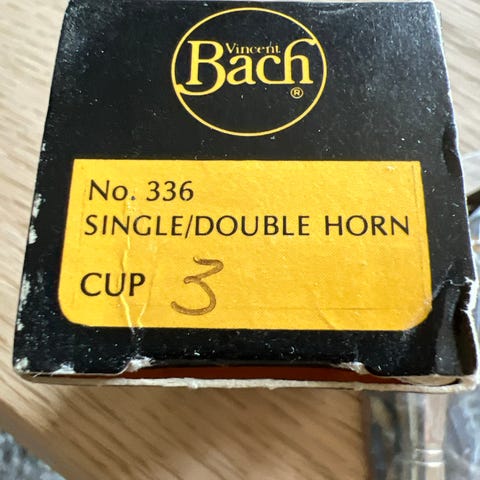 Vincent
Bach
®
No. 336
SINGLE/DOUBLE HORN
CUP 3